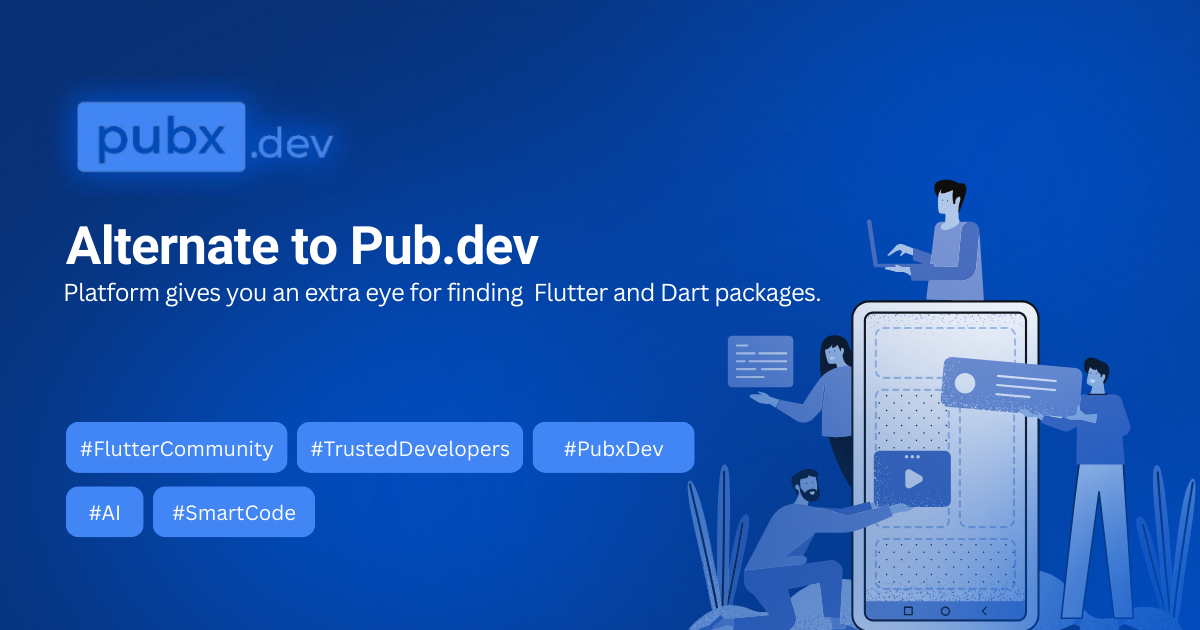 pubx.dev
Alternate to Pub.dev
Platform gives you an extra eye for finding  Flutter and Dart packages.
#FlutterCommunity #TrustedDevelopers #PubxDev
#AI #SmartCode